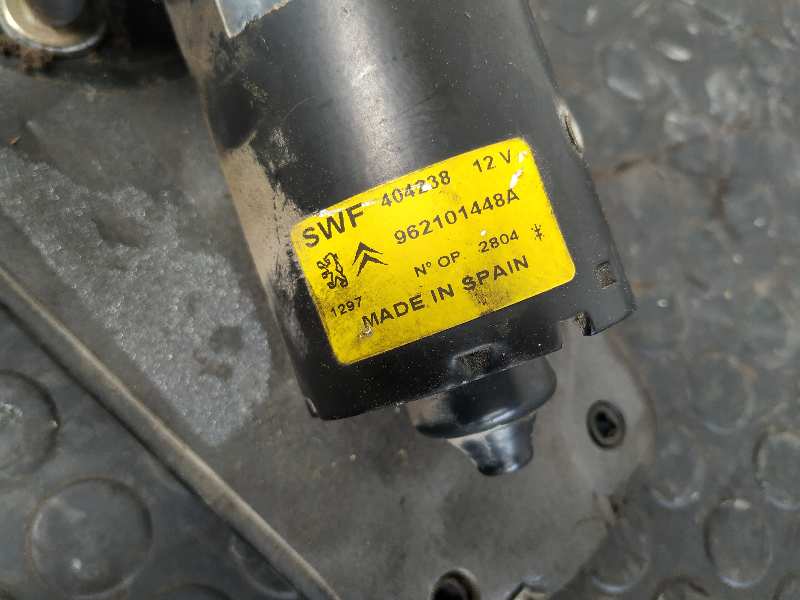 SWF 404238 12 V
962101448A
N° OP 2804
1297
MADE IN SPAIN